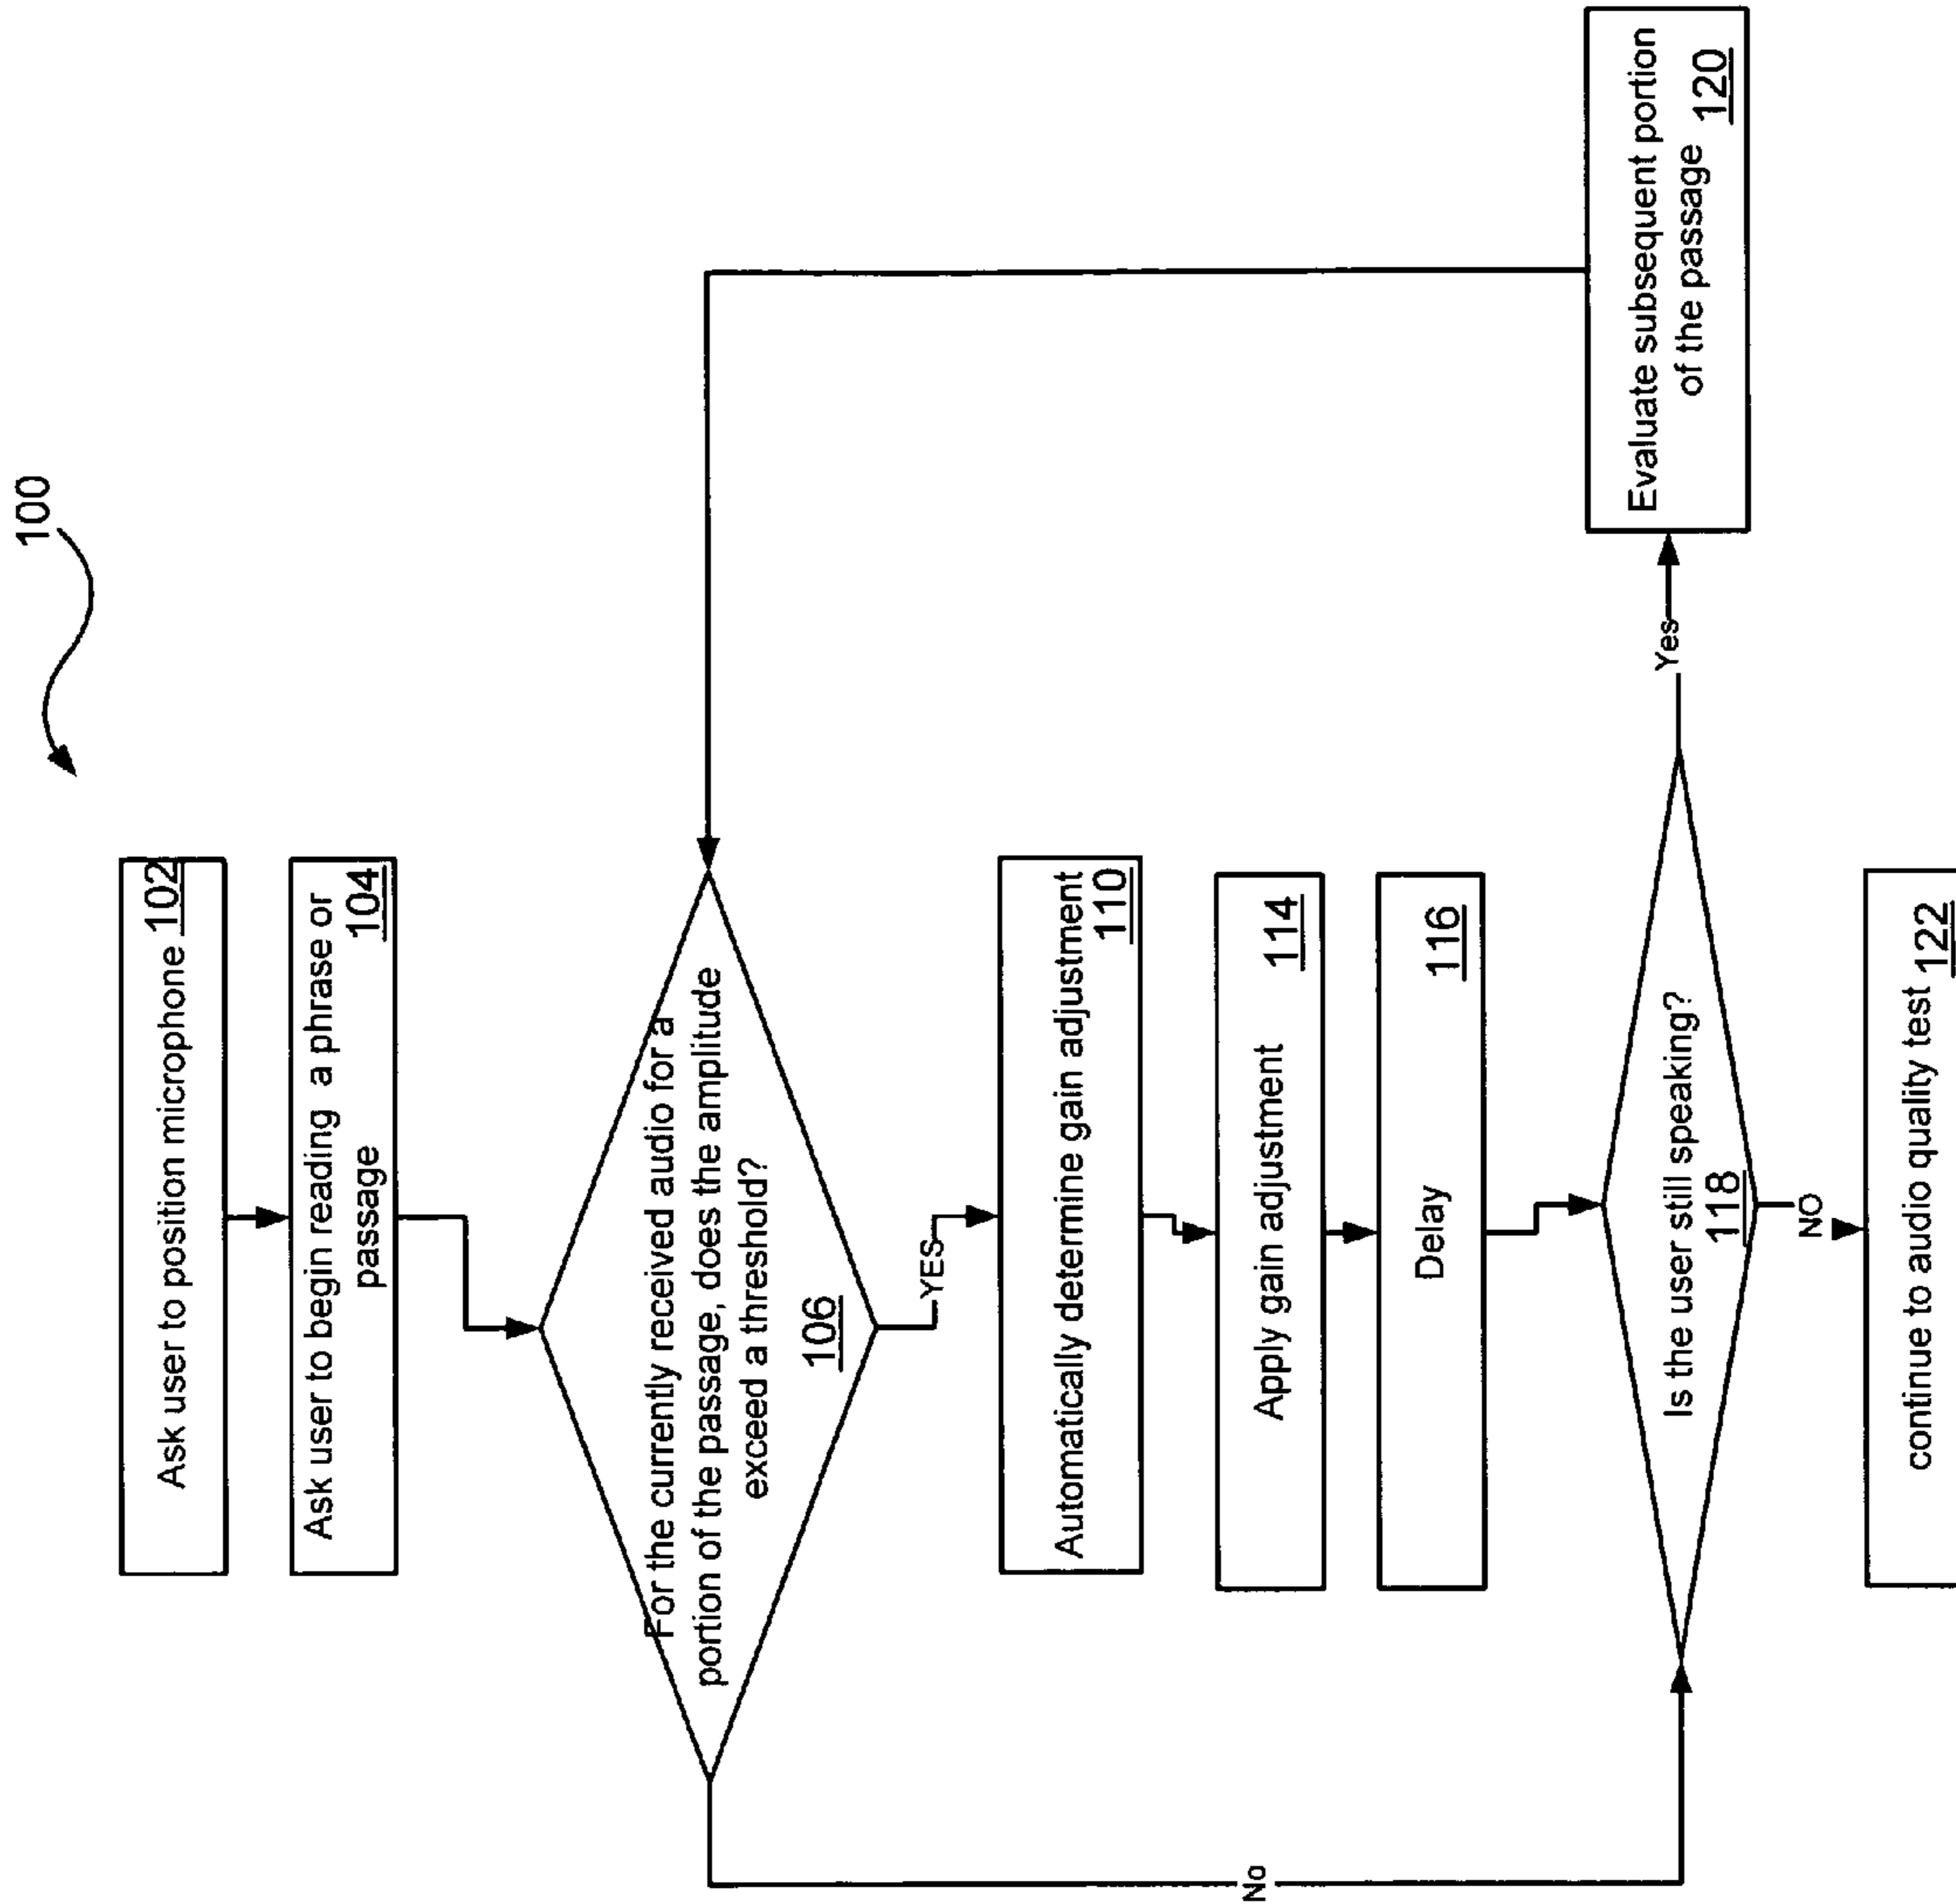 100
Ask user to position microphone 102
Ask user to begin reading a phrase or
passage 104
For the currently received audio for a
portion of the passage, does the amplitude
exceed a threshold?
106
YES
No
Automatically determine gain adjustment
110
Apply gain adjustment 114
Delay 116
Is the user still speaking?
118
Yes
NO
Evaluate subsequent portion
of the passage 120
continue to audio quality test 122